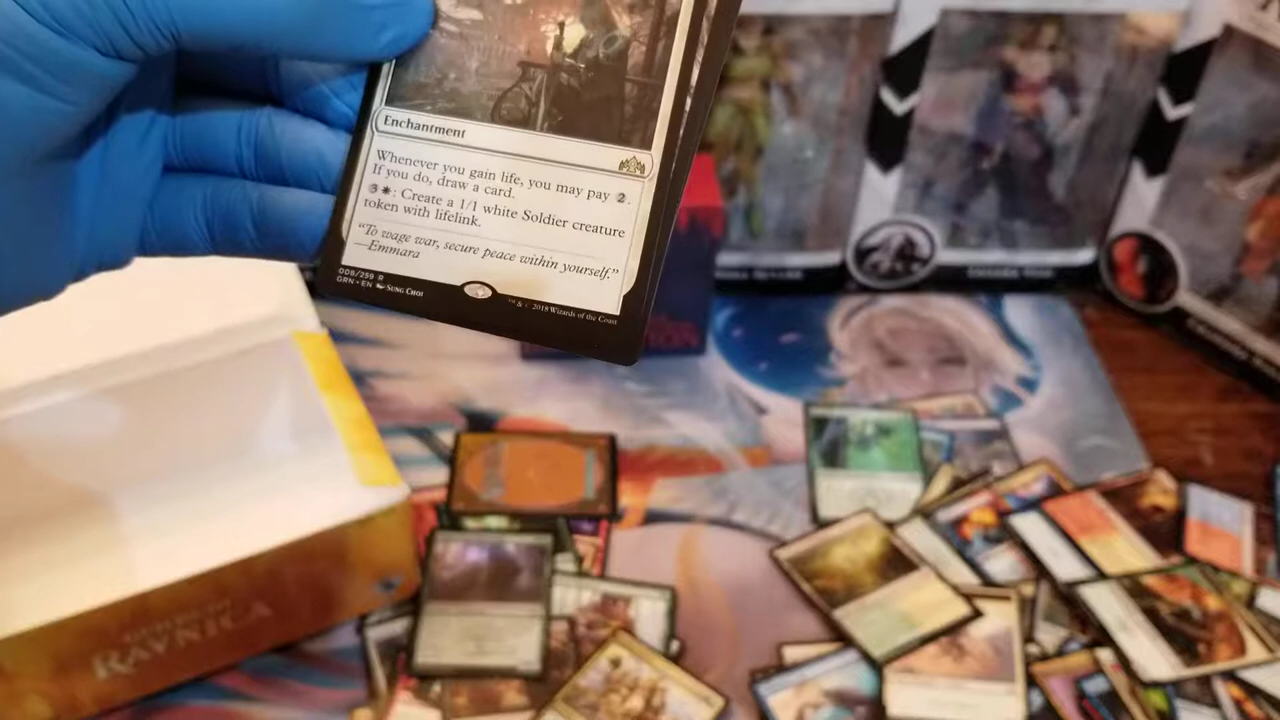 Enchantment
Whenever you gain life, you may pay 2.
If you do, draw a card.
3: Create a 1/1 white Soldier creature
token with lifelink.
"To wage war, secure peace within yourself."
—Emmara
008/259 R
GRN • EN SUNG CHOI
™ & © 2018 Wizards of the Coast
GUILDS OF
RAVNICA